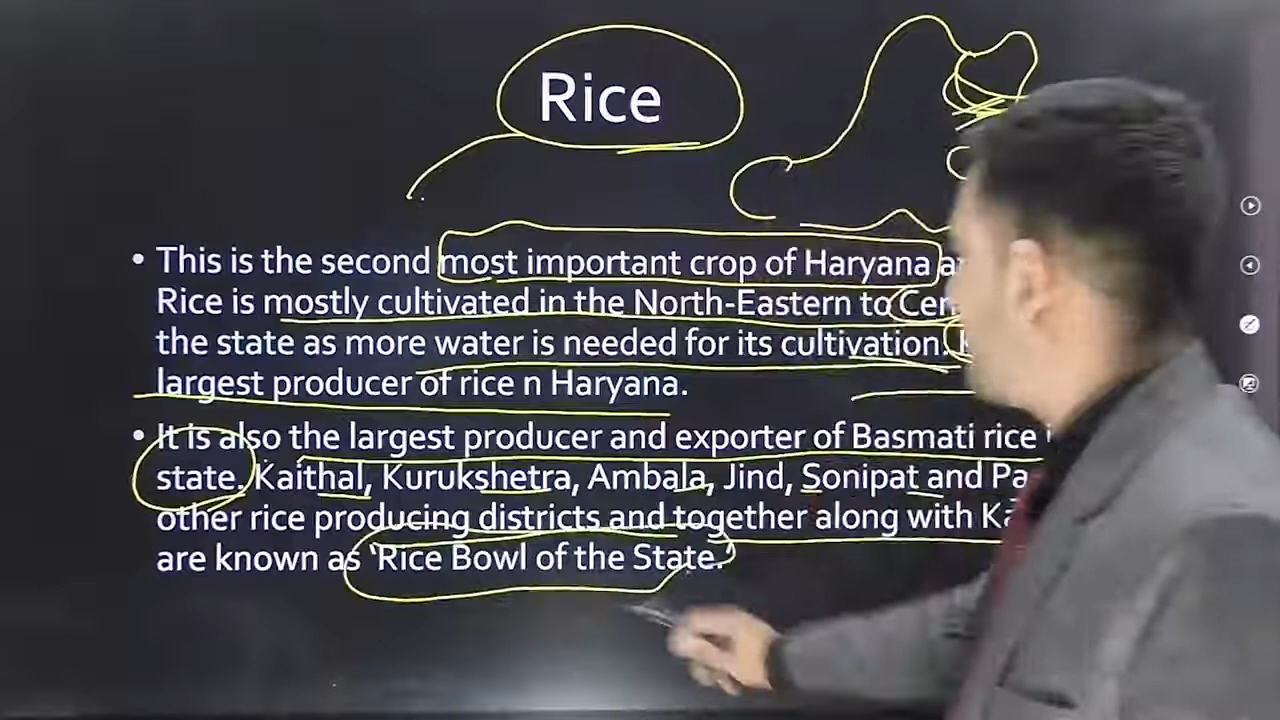 Rice
• This is the second most important crop of Haryana
Rice is mostly cultivated in the North-Eastern to
the state as more water is needed for its cultivation.
largest producer of rice n Haryana.
• It is also the largest producer and exporter of Basmati rice
state. Kaithal, Kurukshetra, Ambala, Jind, Sonipat and
other rice producing districts and together along with
are known as ‘Rice Bowl of the State.’